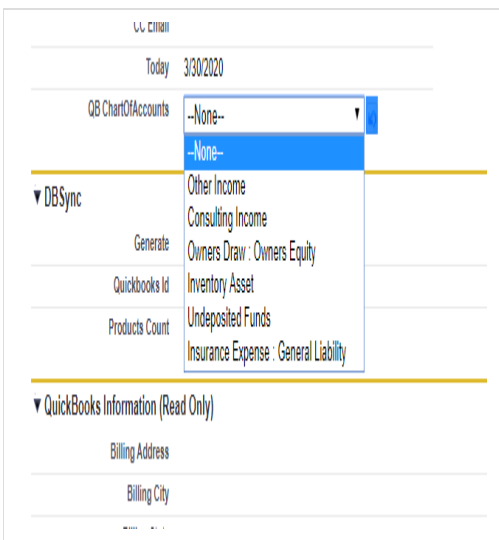 CC Email
Today 3/30/2020
QB ChartOfAccounts --None--
--None--
Other Income
Consulting Income
Owners Draw : Owners Equity
Inventory Asset
Undeposited Funds
Insurance Expense : General Liability
DBSync
Generate
Quickbooks Id
Products Count
QuickBooks Information (Read Only)
Billing Address
Billing City